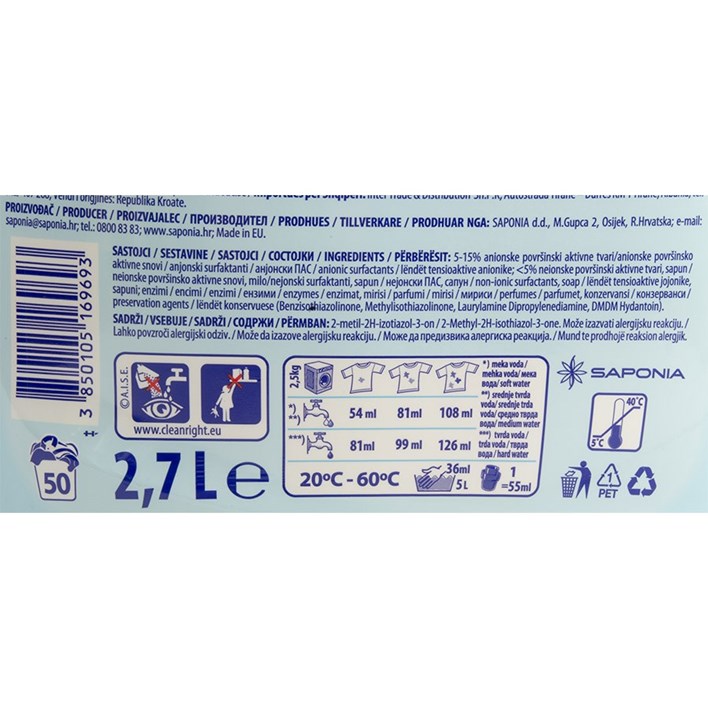 Republika Kroate.
PROIZVOĐAČ / PRODUCER / PROIZVAJALEC / ПРОИЗВОДИТЕЛ / PRODHUES / TILLVERKARE / PRODHUAR NGA: SAPONIA d.d., M.Gupca 2, Osijek, R.Hrvatska; e-mail:
saponia@saponia.hr; tel.: 0800 83 83; www.saponia.hr; Made in EU.
SASTOJCI / SESTAVINE / SASTOJCI / СОСТОЈКИ / INGREDIENTS / PËRBËRËSIT: 5-15% anionske površinski aktivne tvari/anionske površinsko
aktivne snovi / anjonski surfaktanti / анјонски ПАС / anionic surfactants / lëndët tensioaktive anionike; <5% neionske površinski aktivne tvari, sapun /
neionske površinsko aktivne snovi, milo/nejonski surfaktanti, sapun / нејонски ПАС, сапун / non-ionic surfactants, soap / lëndët tensioaktive jojonike,
sapuni; enzimi / encimi / enzimi / ензими / enzymes / enzimat, mirisi / parfumi / mirisi / мириси / perfumes / parfumet, konzervansi / конзерванси/
preservation agents / lëndët konservuese (Benzisothiazolinone, Methylisothiazolinone, Laurylamine Dipropylenediamine, DMDM Hydantoin).
SADRŽI / VSEBUJE / SADRŽI / СОДРЖИ / PËRMBAN: 2-metil-2H-izotiazol-3-on / 2-Methyl-2H-isothiazol-3-one. Može izazvati alergijsku reakciju. /
Lahko povzroči alergijski odziv. / Može da izazove alergijsku reakciju. / Може да предизвика алергиска реакција. / Mund te prodhojë reaksion alergjik.
3 850105 169693
©A.I.S.E.
www.cleanright.eu
50
2,7L e
2,5kg
*)
**)
54 ml
81ml
108 ml
***)
81ml
99 ml
126 ml
20ºC - 60ºC
36ml
5L
1
=55ml
*) meka voda/
mehka voda/мека
вода/soft water
**) srednje tvrda
voda/srednje trda
voda/средно тврда
вода/medium water
***) tvrda voda/
trda voda/тврда
вода/hard water
SAPONIA
40ºC
5ºC
1
PET